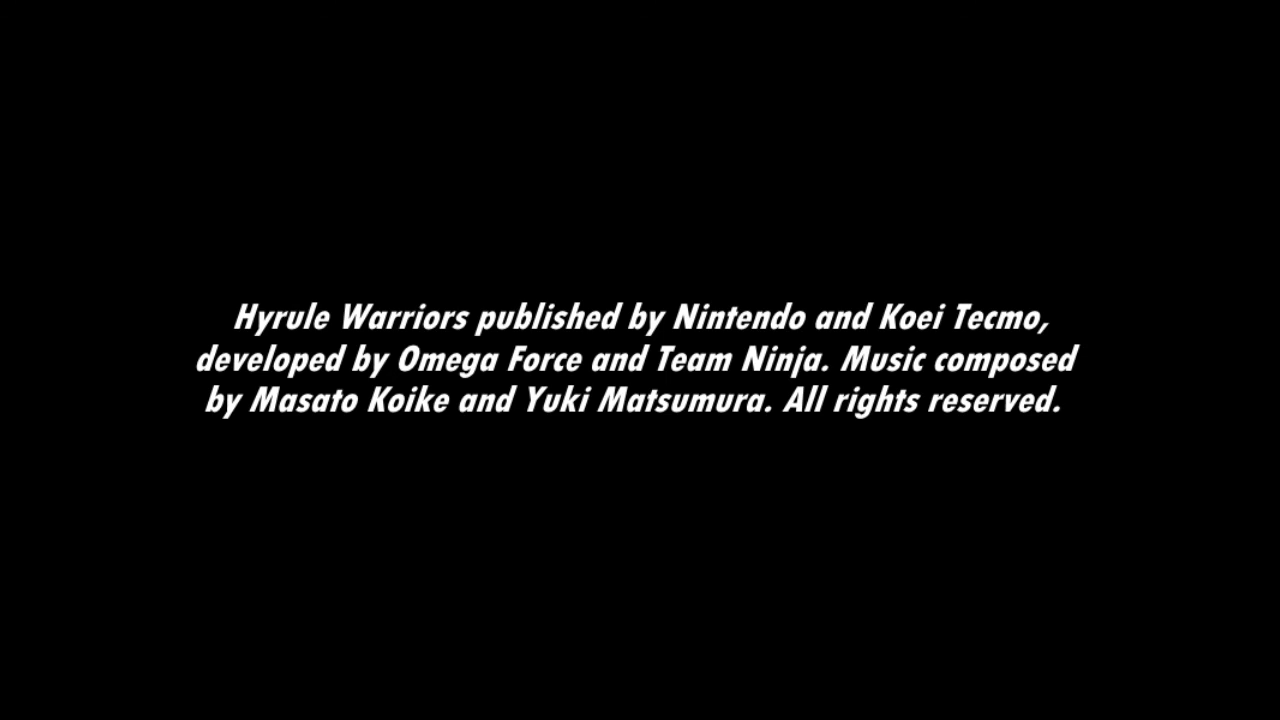 Hyrule Warriors published by Nintendo and Koei Tecmo,
developed by Omega Force and Team Ninja. Music composed
by Masato Koike and Yuki Matsumura. All rights reserved.